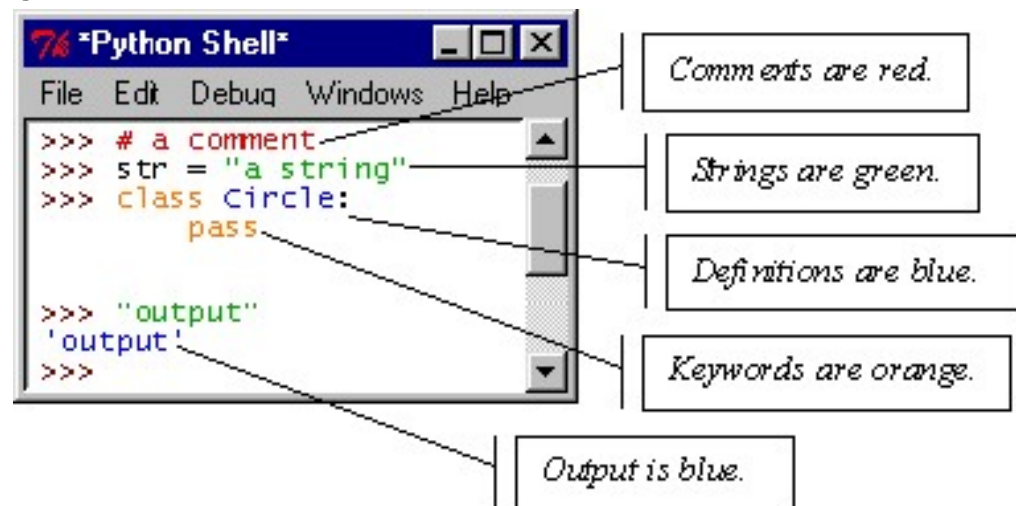 *Python Shell*
File Edit Debug Windows Help
>>> # a comment
>>> str = "a string"
>>> class Circle:
        pass
>>> "output"
'output'
>>>
Comments are red.
Strings are green.
Definitions are blue.
Keywords are orange.
Output is blue.